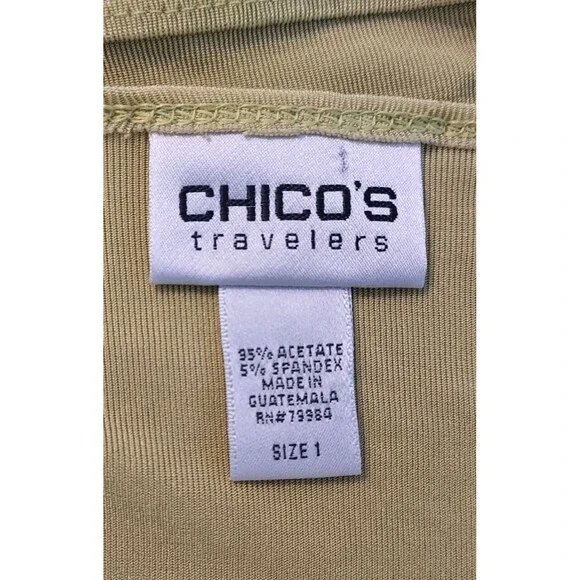 CHICO'S
travelers
95% ACETATE
5% SPANDEX
MADE IN
GUATEMALA
RN#79984
SIZE 1